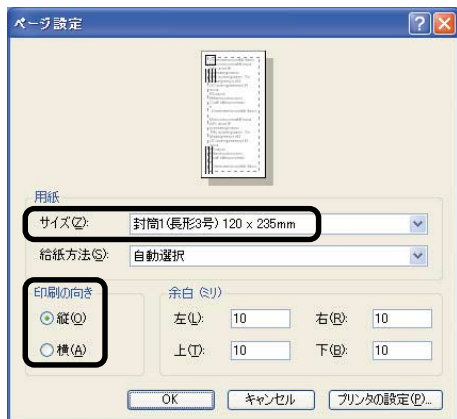 ページ設定
用紙
サイズ(Z): 封筒1(長形3号) 120 x 235mm
給紙方法(S): 自動選択
印刷の向き 余白(ミリ)
縦(O) 左(L): 10 右(R): 10
横(A) 上(T): 10 下(B): 10
OK キャンセル プリンタの設定(P)...